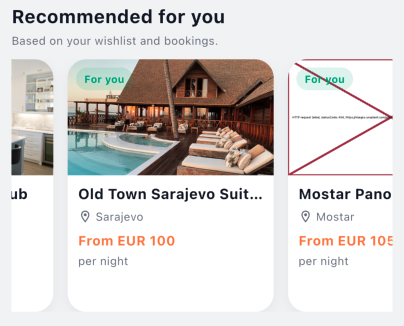 Recommended for you
Based on your wishlist and bookings.
For you
For you
ub
Old Town Sarajevo Suit...
Mostar Pano
Sarajevo
Mostar
From EUR 100
From EUR 105
per night
per night